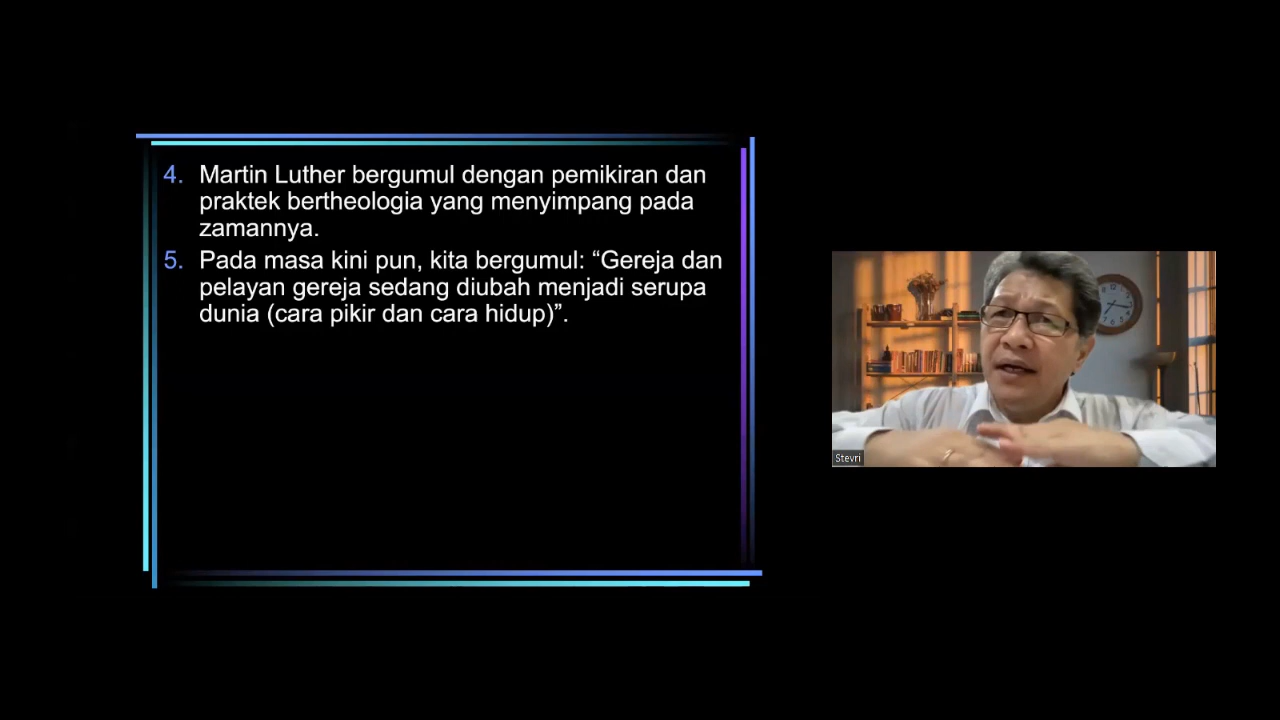 4. Martin Luther bergumul dengan pemikiran dan
praktek bertheologia yang menyimpang pada
zamannya.
5. Pada masa kini pun, kita bergumul: “Gereja dan
pelayan gereja sedang diubah menjadi serupa
dunia (cara pikir dan cara hidup)”.
Stevri